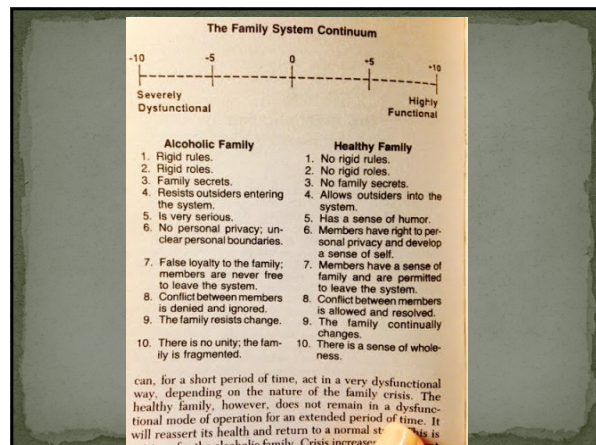 The Family System Continuum
-10 -5 0 +5 +10
Severely Dysfunctional
Highly Functional
Alcoholic Family
1. Rigid rules.
2. Rigid roles.
3. Family secrets.
4. Resists outsiders entering
the system.
5. Is very serious.
6. No personal privacy; un-
clear personal boundaries.
7. False loyalty to the family;
members are never free
to leave the system.
8. Conflict between members
is denied and ignored.
9. The family resists change.
10. There is no unity; the fam-
ily is fragmented.
Healthy Family
1. No rigid rules.
2. No rigid roles.
3. No family secrets.
4. Allows outsiders into the
system.
5. Has a sense of humor.
6. Members have right to per-
sonal privacy and develop
a sense of self.
7. Members have a sense of
family and are permitted
to leave the system.
8. Conflict between members
is allowed and resolved.
9. The family continually
changes.
10. There is a sense of whole-
ness.
can, for a short period of time, act in a very dysfunctional
way, depending on the nature of the family crisis. The
healthy family, however, does not remain in a dysfunc-
tional mode of operation for an extended period of time. It
will reassert its health and return to a normal is
the alcoholic family. Crisis